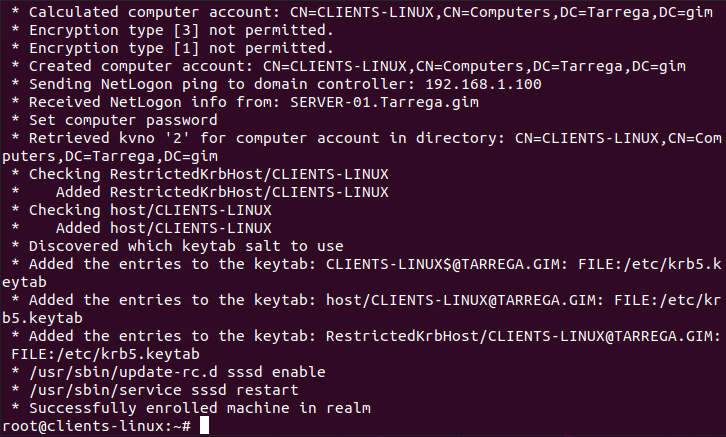 * Calculated computer account: CN=CLIENTS-LINUX,CN=Computers,DC=Tarrega,DC=gim
* Encryption type [3] not permitted.
* Encryption type [1] not permitted.
* Created computer account: CN=CLIENTS-LINUX,CN=Computers,DC=Tarrega,DC=gim
* Sending NetLogon ping to domain controller: 192.168.1.100
* Received NetLogon info from: SERVER-01.Tarrega.gim
* Set computer password
* Retrieved kvno '2' for computer account in directory: CN=CLIENTS-LINUX,CN=Com
puters,DC=Tarrega,DC=gim
* Checking RestrictedKrbHost/CLIENTS-LINUX
*    Added RestrictedKrbHost/CLIENTS-LINUX
* Checking host/CLIENTS-LINUX
*    Added host/CLIENTS-LINUX
* Discovered which keytab salt to use
* Added the entries to the keytab: CLIENTS-LINUX$@TARREGA.GIM: FILE:/etc/krb5.k
eytab
* Added the entries to the keytab: host/CLIENTS-LINUX@TARREGA.GIM: FILE:/etc/kr
b5.keytab
* Added the entries to the keytab: RestrictedKrbHost/CLIENTS-LINUX@TARREGA.GIM:
FILE:/etc/krb5.keytab
* /usr/sbin/update-rc.d sssd enable
* /usr/sbin/service sssd restart
* Successfully enrolled machine in realm
root@clients-linux:~#